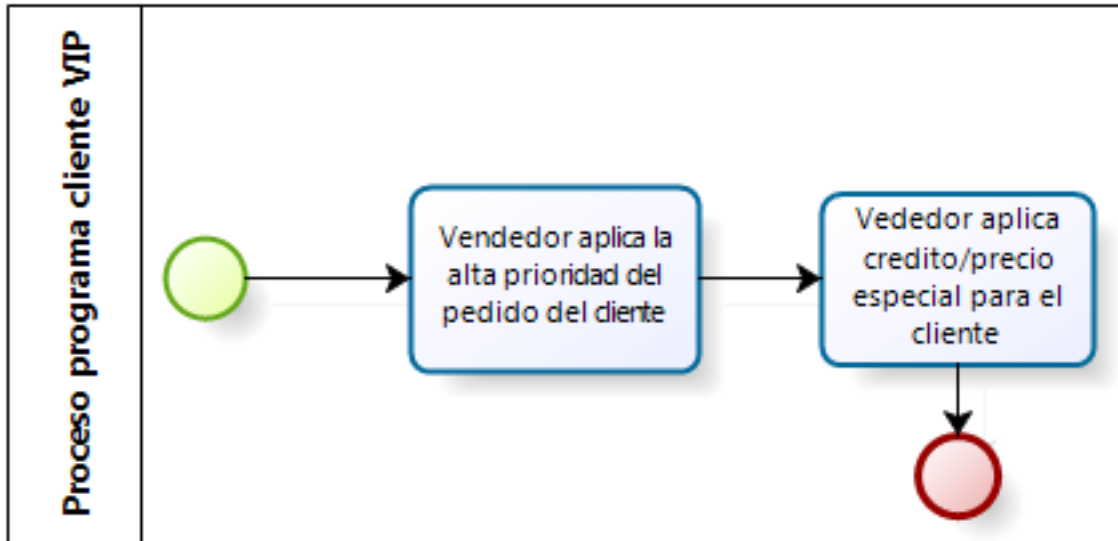 Proceso programa cliente VIP
Vendedor aplica la
alta prioridad del
pedido del cliente
Vededor aplica
credito/precio
especial para el
cliente